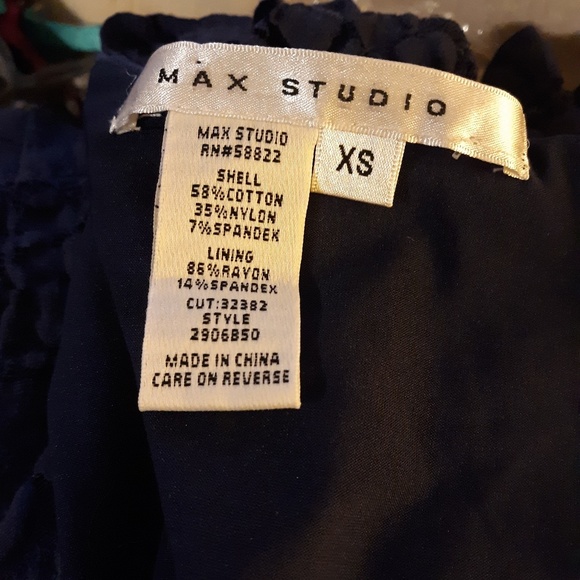 MAX STUDIO
MAX STUDIO
RN#58822
XS
SHELL
58%COTTON
35%NYLON
7%SPANDEX
LINING
86%RAYON
14%SPANDEX
CUT:32382
STYLE
2906850
MADE IN CHINA
CARE ON REVERSE